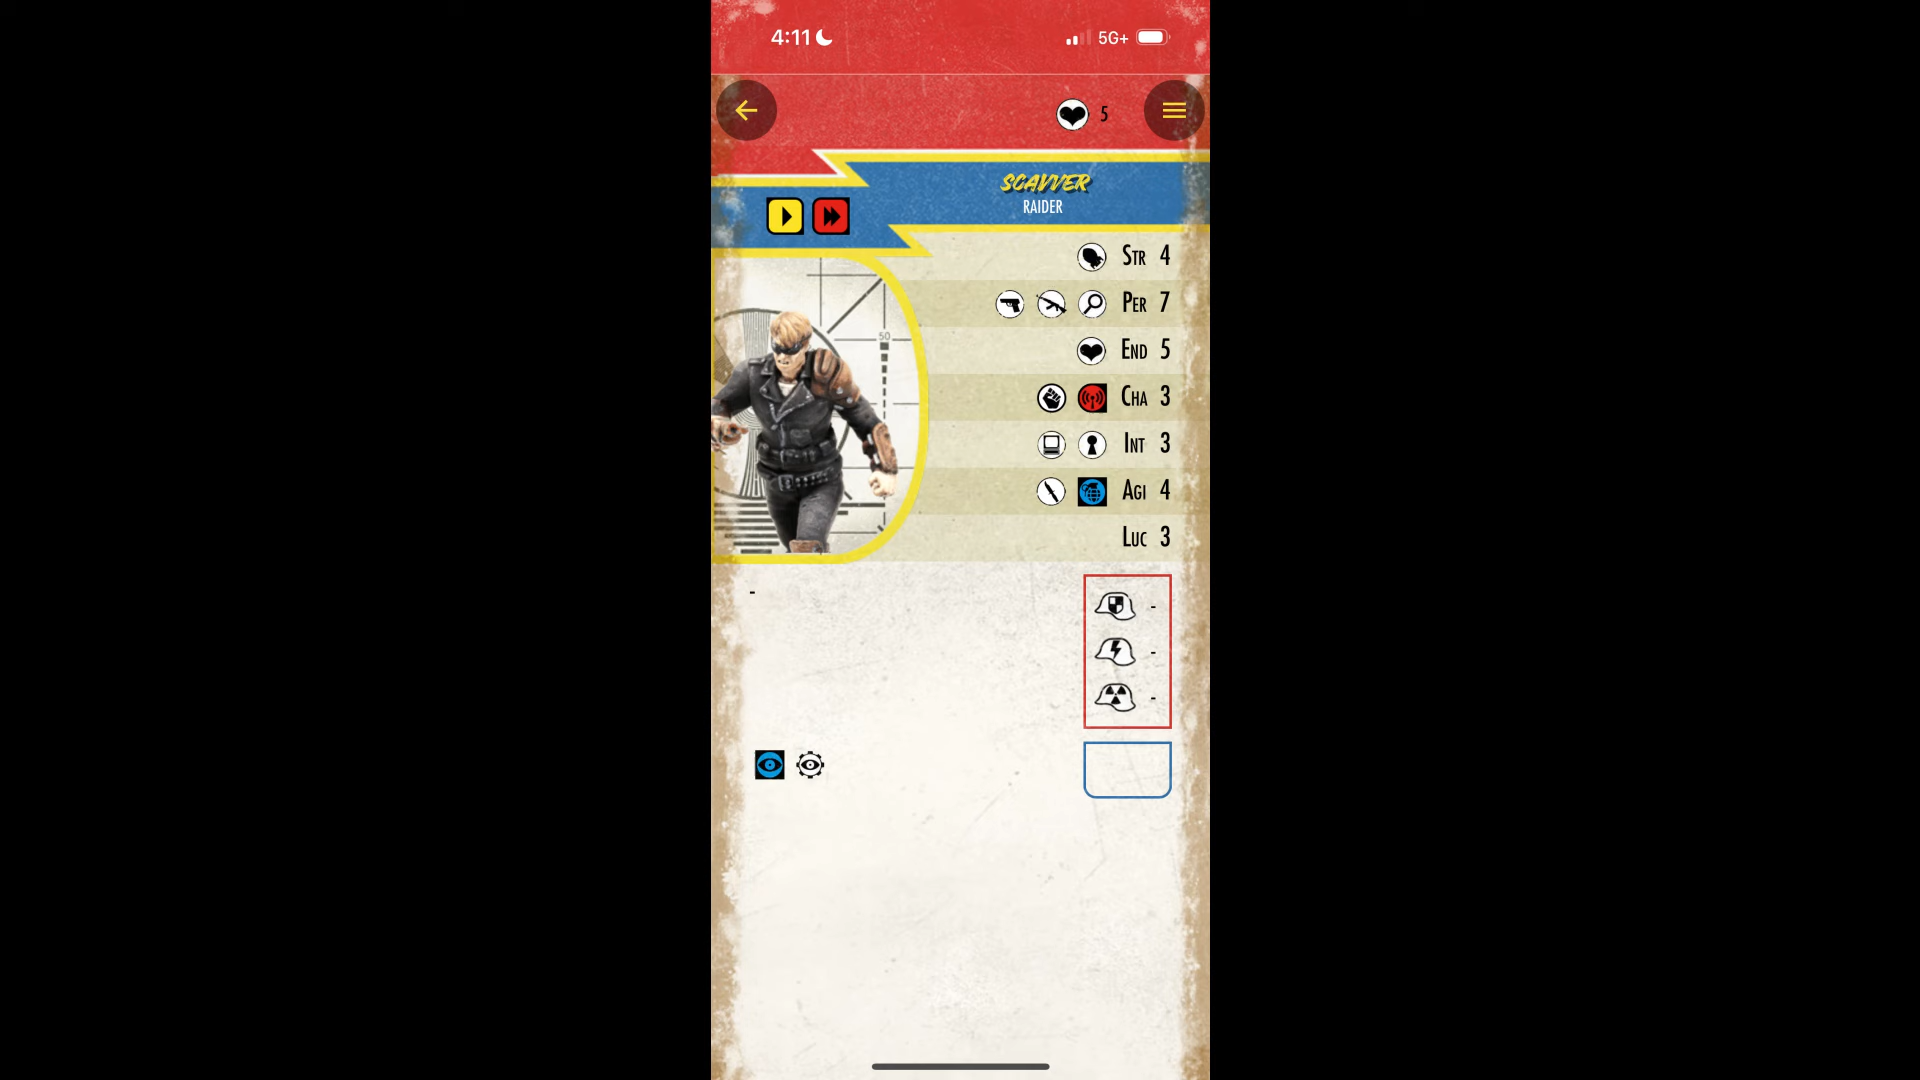 4:11
5G+
5
SCAVVER
RAIDER
STR 4
PER 7
50
END 5
CHA 3
INT 3
AGI 4
LUC 3
-
-
-
-